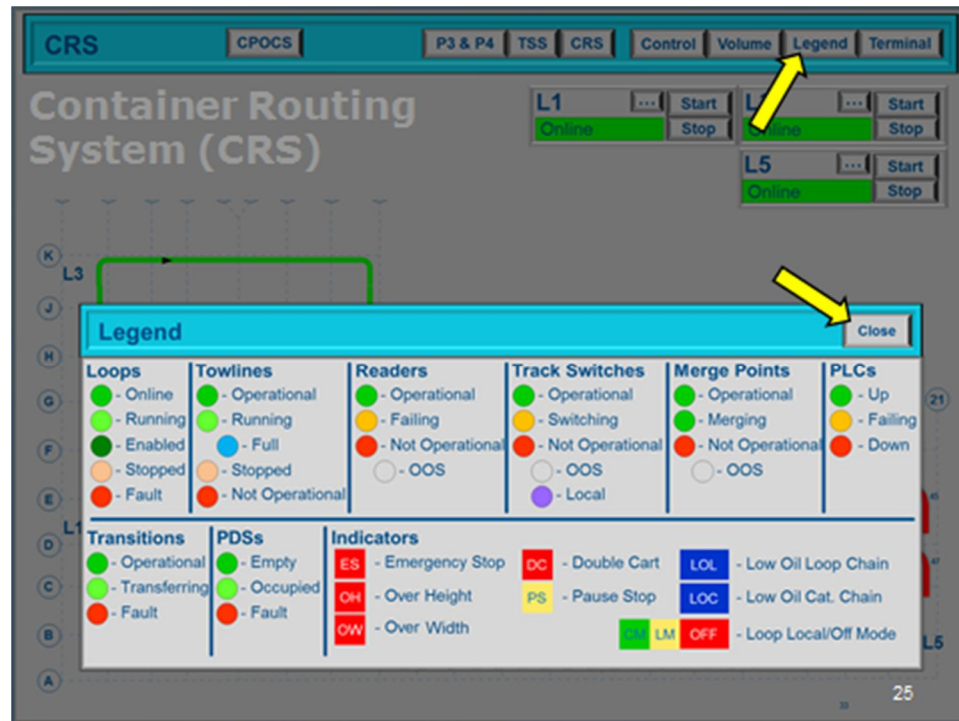 CRS CPOCS P3 & P4 TSS CRS Control Volume Legend Terminal
Container Routing
System (CRS)
L1 ... Start
Online Stop
... Start
Online Stop
L5 ... Start
Online Stop
K
L3
J
H
G
F
E
L1
D
C
B
A
21
45
47
L5
Legend Close
Loops
- Online
- Running
- Enabled
- Stopped
- Fault
Towlines
- Operational
- Running
- Full
- Stopped
- Not Operational
Readers
- Operational
- Failing
- Not Operational
- OOS
Track Switches
- Operational
- Switching
- Not Operational
- OOS
- Local
Merge Points
- Operational
- Merging
- Not Operational
- OOS
PLCs
- Up
- Failing
- Down
Transitions
- Operational
- Transferring
- Fault
PDSs
- Empty
- Occupied
- Fault
Indicators
ES - Emergency Stop
OH - Over Height
OW - Over Width
DC - Double Cart
PS - Pause Stop
LOL - Low Oil Loop Chain
LOC - Low Oil Cat. Chain
CM LM OFF - Loop Local/Off Mode
33
25